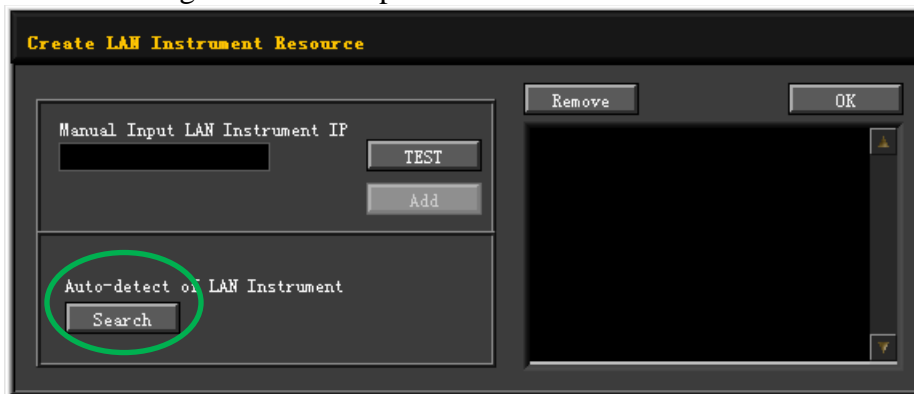 Create LAN Instrument Resource
Remove
OK
Manual Input LAN Instrument IP
TEST
Add
Auto-detect of LAN Instrument
Search